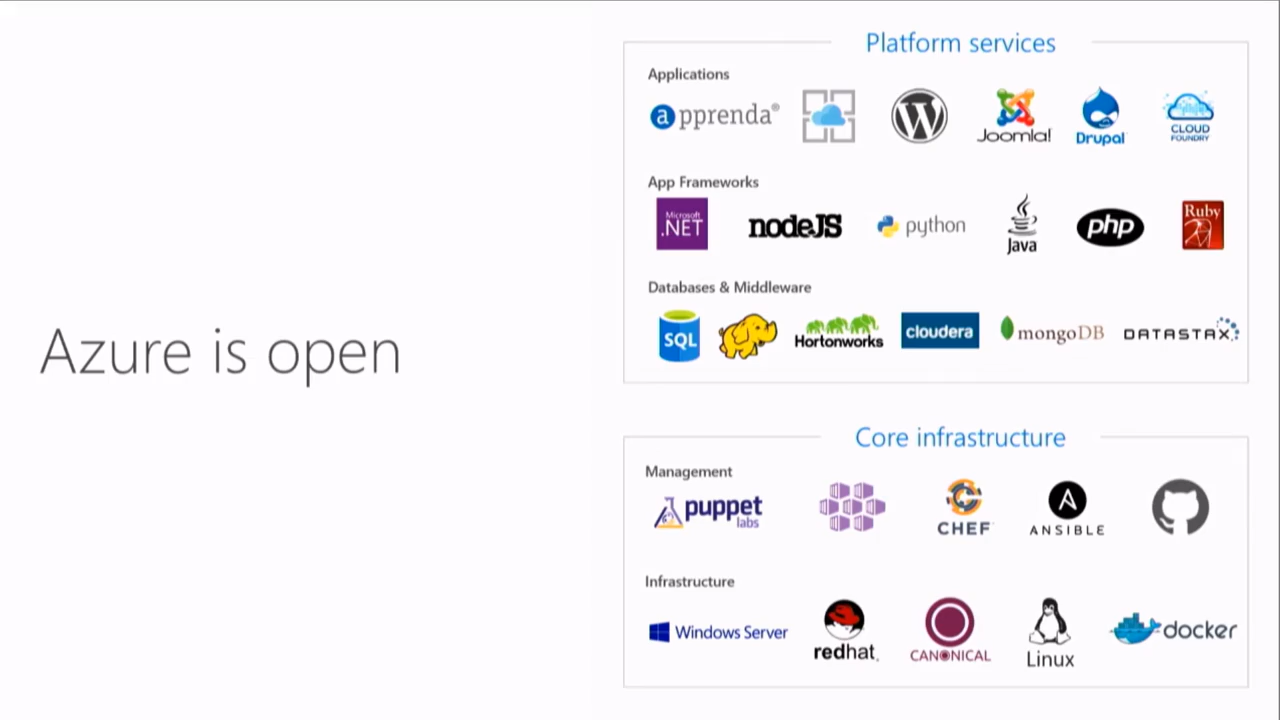 Azure is open
Platform services
Applications
apprenda®
Joomla!
Drupal
CLOUD
FOUNDRY
App Frameworks
Microsoft
.NET
nodeJS
python
Java
php
Ruby
Databases & Middleware
SQL
Hortonworks
cloudera
mongoDB
DATASTAX
Core infrastructure
Management
puppet
labs
CHEF
ANSIBLE
Infrastructure
Windows Server
redhat.
CANONICAL
Linux
docker